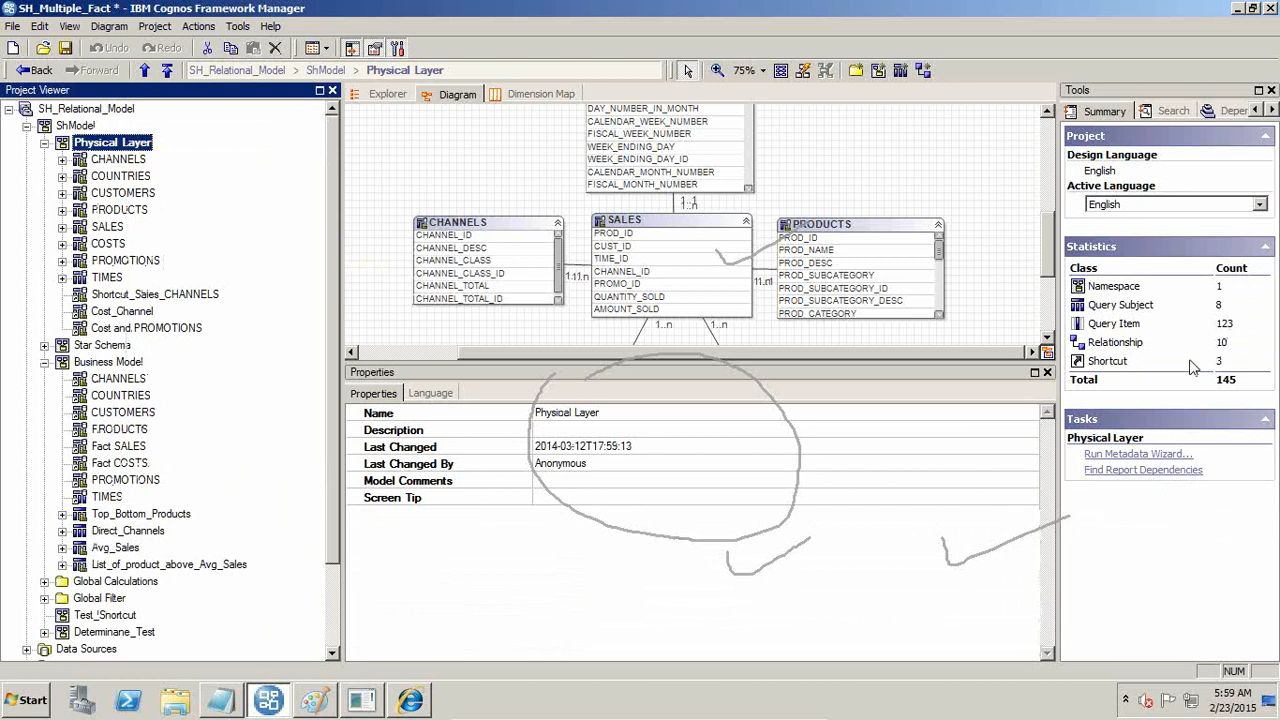 SH_Multiple_Fact * - IBM Cognos Framework Manager
File Edit View Diagram Project Actions Tools Help
Undo Redo
Back Forward SH_Relational_Model > ShModel > Physical Layer 75%
Project Viewer
SH_Relational_Model
ShModel
Physical Layer
CHANNELS
COUNTRIES
CUSTOMERS
PRODUCTS
SALES
COSTS
PROMOTIONS
TIMES
Shortcut_Sales_CHANNELS
Cost_Channel
Cost and PROMOTIONS
Star Schema
Business Model
CHANNELS
COUNTRIES
CUSTOMERS
PRODUCTS
Fact SALES
Fact COSTS
PROMOTIONS
TIMES
Top_Bottom_Products
Direct_Channels
Avg_Sales
List_of_product_above_Avg_Sales
Global Calculations
Global Filter
Test_Shortcut
Determinane_Test
Data Sources
Explorer Diagram Dimension Map
DAY_NUMBER_IN_MONTH
CALENDAR_WEEK_NUMBER
FISCAL_WEEK_NUMBER
WEEK_ENDING_DAY
WEEK_ENDING_DAY_ID
CALENDAR_MONTH_NUMBER
FISCAL_MONTH_NUMBER
CHANNELS
CHANNEL_ID
CHANNEL_DESC
CHANNEL_CLASS
CHANNEL_CLASS_ID
CHANNEL_TOTAL
CHANNEL_TOTAL_ID
SALES
PROD_ID
CUST_ID
TIME_ID
CHANNEL_ID
PROMO_ID
QUANTITY_SOLD
AMOUNT_SOLD
1..n 1..n
PRODUCTS
PROD_ID
PROD_NAME
PROD_DESC
PROD_SUBCATEGORY
PROD_SUBCATEGORY_ID
PROD_SUBCATEGORY_DESC
PROD_CATEGORY
Properties
Properties Language
Name Physical Layer
Description
Last Changed 2014-03-12T17:59:13
Last Changed By Anonymous
Model Comments
Screen Tip
Tools
Summary Search Deper
Project
Design Language
English
Active Language
English
Statistics
Class Count
Namespace 1
Query Subject 8
Query Item 123
Relationship 10
Shortcut 3
Total 145
Tasks
Physical Layer
Run Metadata Wizard...
Find Report Dependencies
NUM
Start
5:59 AM
2/23/2015